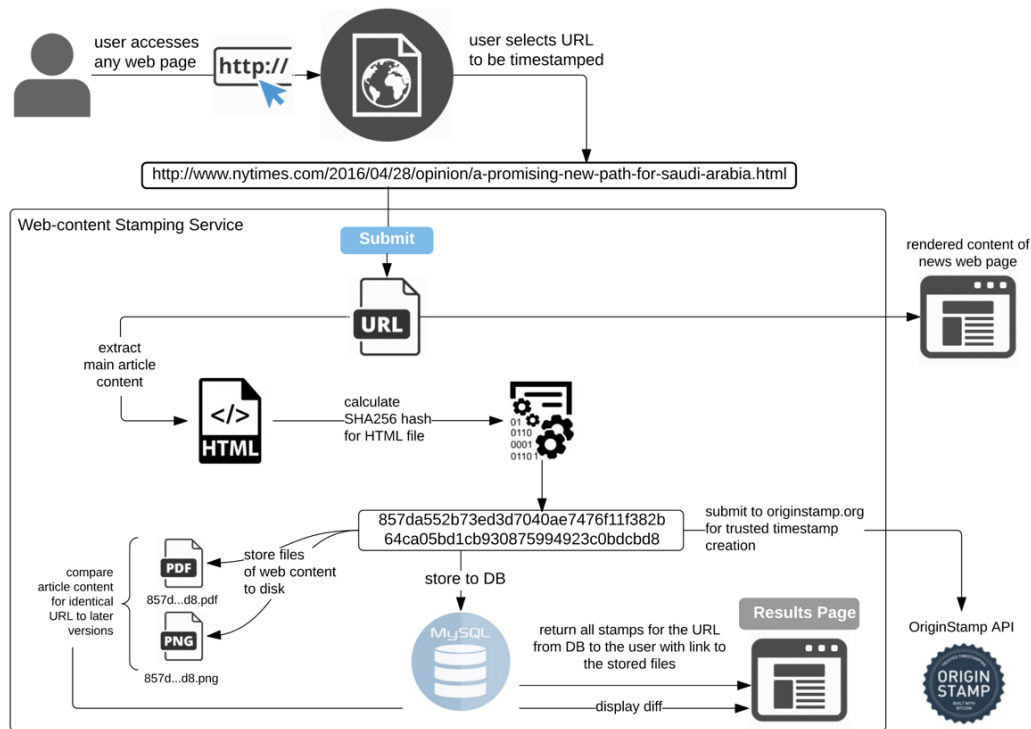 user accesses
any web page
http://
user selects URL
to be timestamped
http://www.nytimes.com/2016/04/28/opinion/a-promising-new-path-for-saudi-arabia.html
Web-content Stamping Service
Submit
rendered content of
news web page
URL
extract
main article
content
</>
HTML
calculate
SHA256 hash
for HTML file
01
0110
0001
01101
857da552b73ed3d7040ae7476f11f382b
64ca05bd1cb930875994923c0bdcbd8
submit to originstamp.org
for trusted timestamp
creation
store files
of web content
to disk
compare
article content
for identical
URL to later
versions
PDF
857d...d8.pdf
PNG
857d...d8.png
store to DB
MySQL
return all stamps for the URL
from DB to the user with link to
the stored files
display diff
Results Page
OriginStamp API
TRUSTED TIMESTAMPING
ORIGIN
STAMP
BUILT WITH
BITCOIN